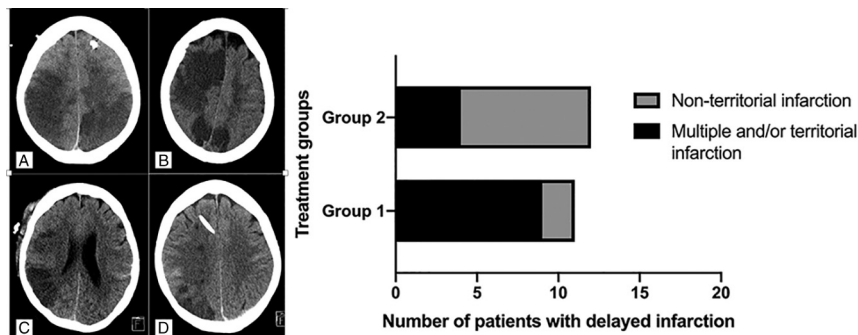 A
B
C
D
F
F
Treatment groups
Group 2
Group 1
0
5
10
15
20
Number of patients with delayed infarction
Non-territorial infarction
Multiple and/or territorial
infarction